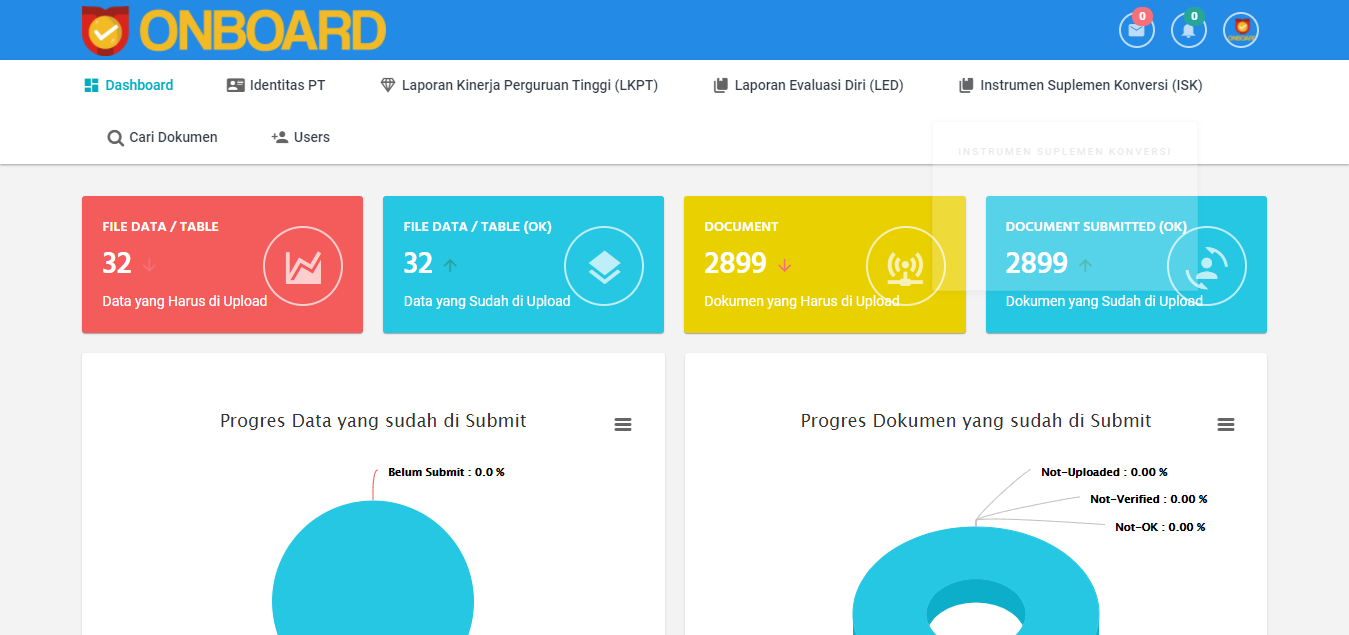 ONBOARD
0
0
Dashboard
Identitas PT
Laporan Kinerja Perguruan Tinggi (LKPT)
Laporan Evaluasi Diri (LED)
Instrumen Suplemen Konversi (ISK)
Cari Dokumen
Users
INSTRUMEN SUPLEMEN KONVERSI
FILE DATA / TABLE
32
Data yang Harus di Upload
FILE DATA / TABLE (OK)
32
Data yang Sudah di Upload
DOCUMENT
2899
Dokumen yang Harus di Upload
DOCUMENT SUBMITTED (OK)
2899
Dokumen yang Sudah di Upload
Progres Data yang sudah di Submit
Belum Submit : 0.0 %
Progres Dokumen yang sudah di Submit
Not-Uploaded : 0.00 %
Not-Verified : 0.00 %
Not-OK : 0.00 %